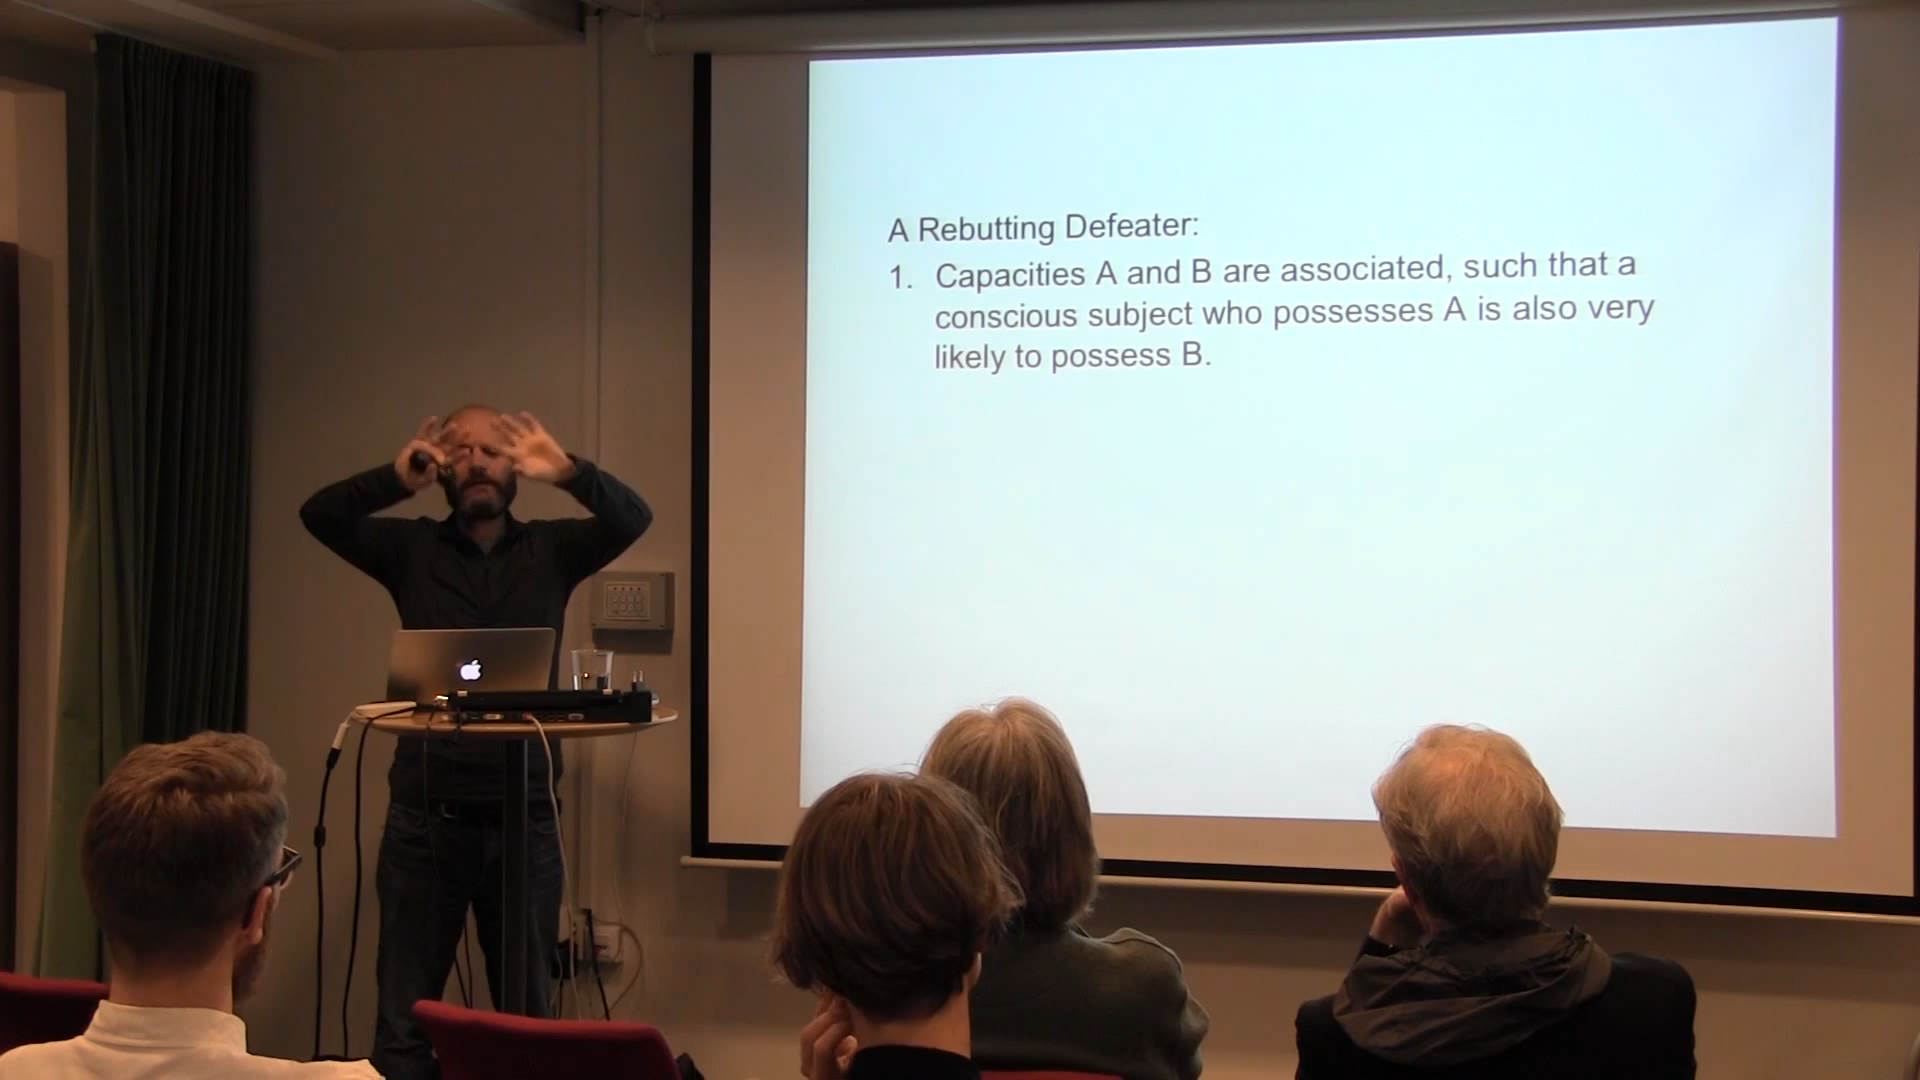 A Rebutting Defeater:
1. Capacities A and B are associated, such that a
conscious subject who possesses A is also very
likely to possess B.